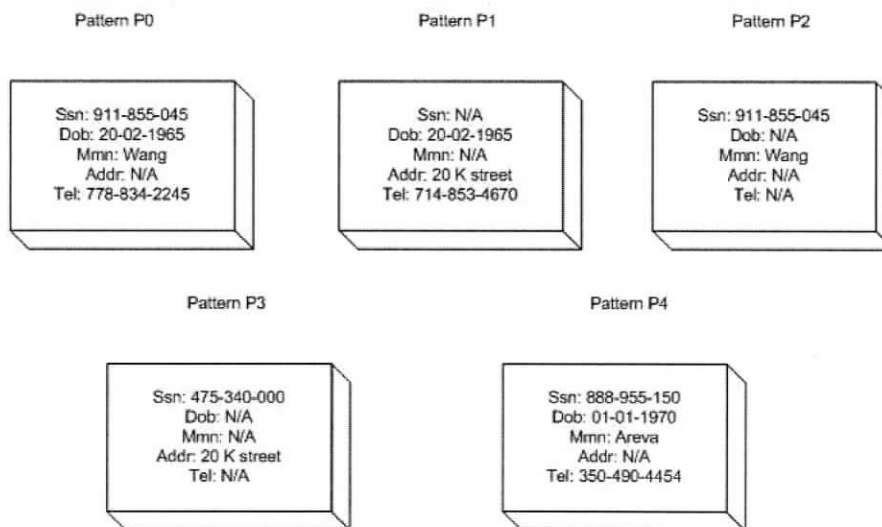 Pattern P0
Pattern P1
Pattern P2
Ssn: 911-855-045
Dob: 20-02-1965
Mmn: Wang
Addr: N/A
Tel: 778-834-2245
Ssn: N/A
Dob: 20-02-1965
Mmn: N/A
Addr: 20 K street
Tel: 714-853-4670
Ssn: 911-855-045
Dob: N/A
Mmn: Wang
Addr: N/A
Tel: N/A
Pattern P3
Pattern P4
Ssn: 475-340-000
Dob: N/A
Mmn: N/A
Addr: 20 K street
Tel: N/A
Ssn: 888-955-150
Dob: 01-01-1970
Mmn: Areva
Addr: N/A
Tel: 350-490-4454